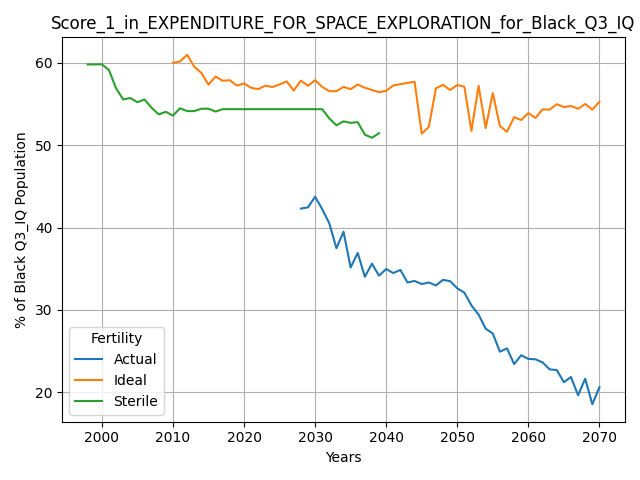 Score_1_in_EXPENDITURE_FOR_SPACE_EXPLORATION_for_Black_Q3_IQ
% of Black Q3_IQ Population
60
50
40
30
20
Fertility
Actual
Ideal
Sterile
2000 2010 2020 2030 2040 2050 2060 2070
Years